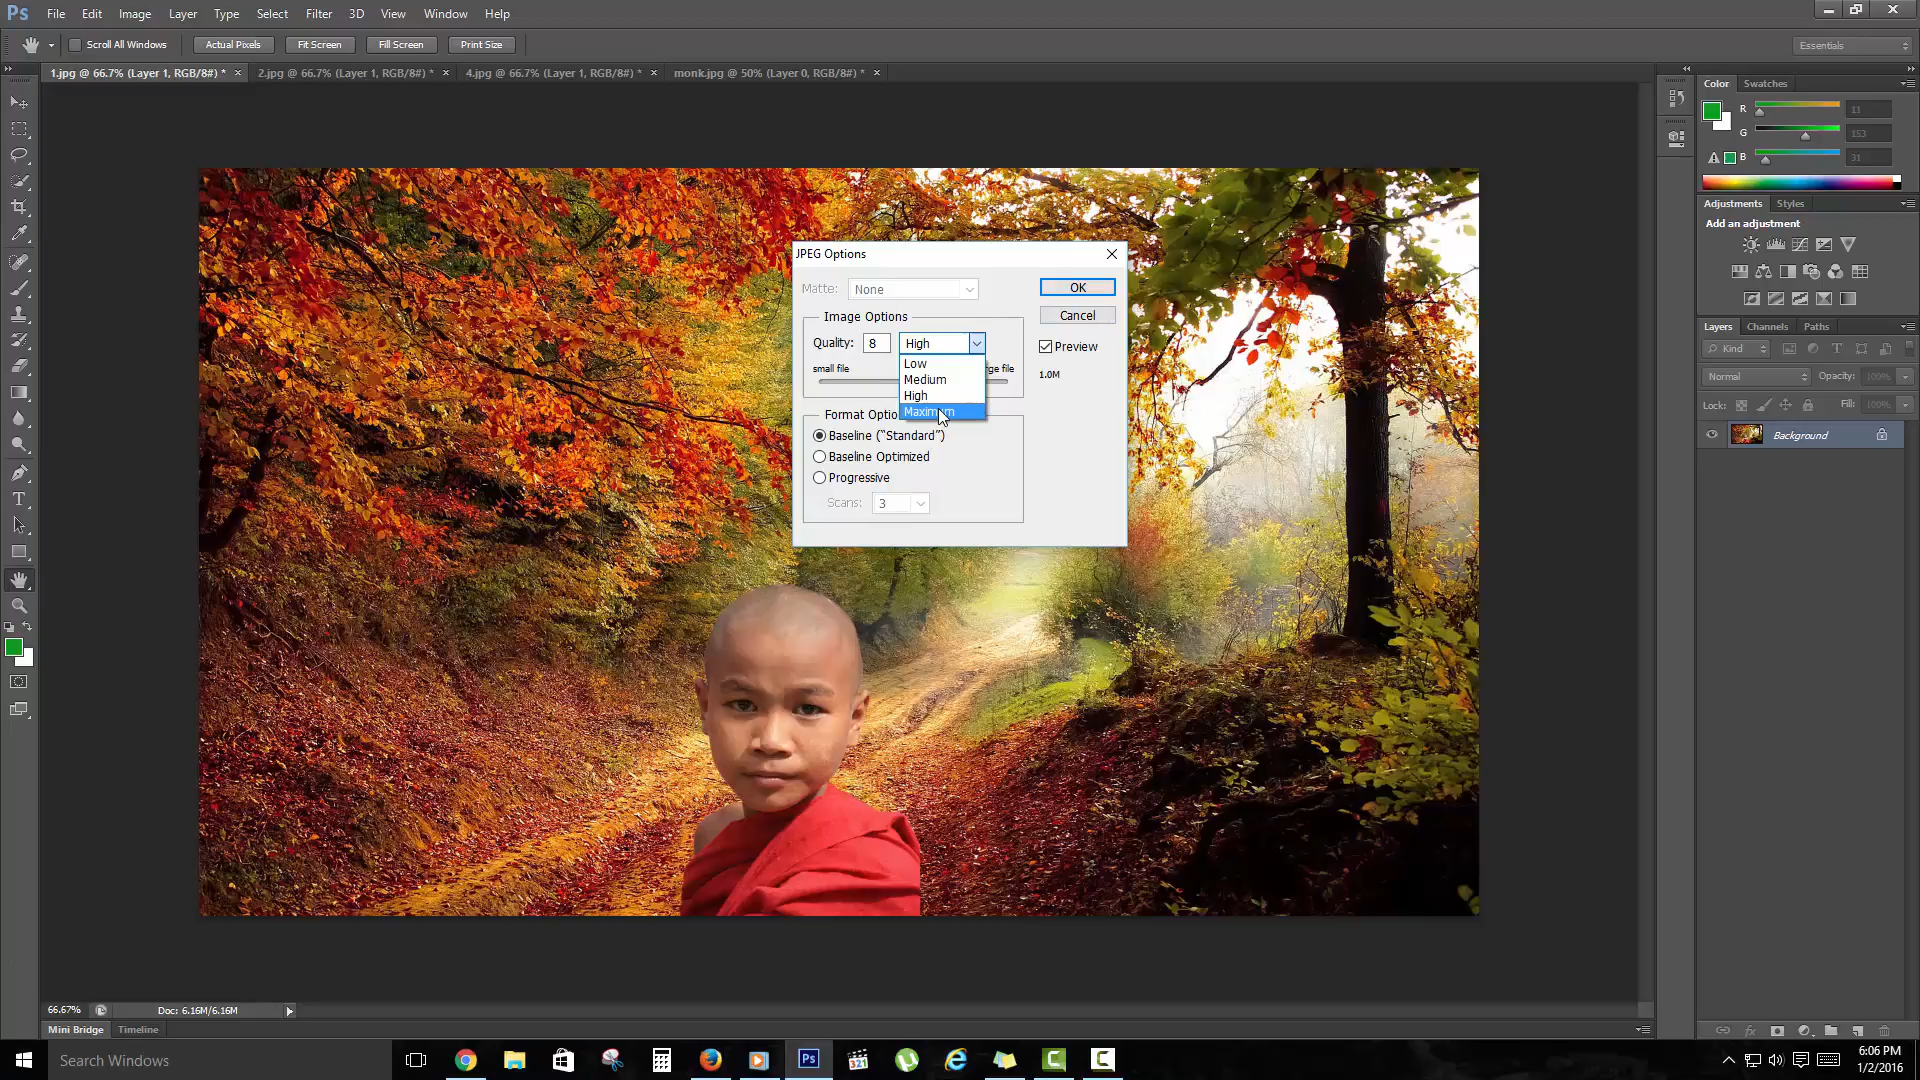 Ps File Edit Image Layer Type Select Filter 3D View Window Help
Scroll All Windows Actual Pixels Fit Screen Fill Screen Print Size Essentials
1.jpg @ 66.7% (Layer 1, RGB/8#) * × 2.jpg @ 66.7% (Layer 1, RGB/8#) * × 4.jpg @ 66.7% (Layer 1, RGB/8#) * × monk.jpg @ 50% (Layer 0, RGB/8#) * ×
Color Swatches
R 11
G 153
B 31
Adjustments Styles
Add an adjustment
Layers Channels Paths
Kind
Normal Opacity: 100%
Lock: Fill: 100%
Background
JPEG Options
Matte: None
OK
Cancel
Preview
1.0M
Image Options
Quality: 8 High
small file
Low
Medium
High
Maximum
Baseline ("Standard")
Baseline Optimized
Progressive
Scans: 3
66.67% Doc: 6.16M/6.16M
Mini Bridge Timeline
Search Windows
321
6:06 PM
1/2/2016